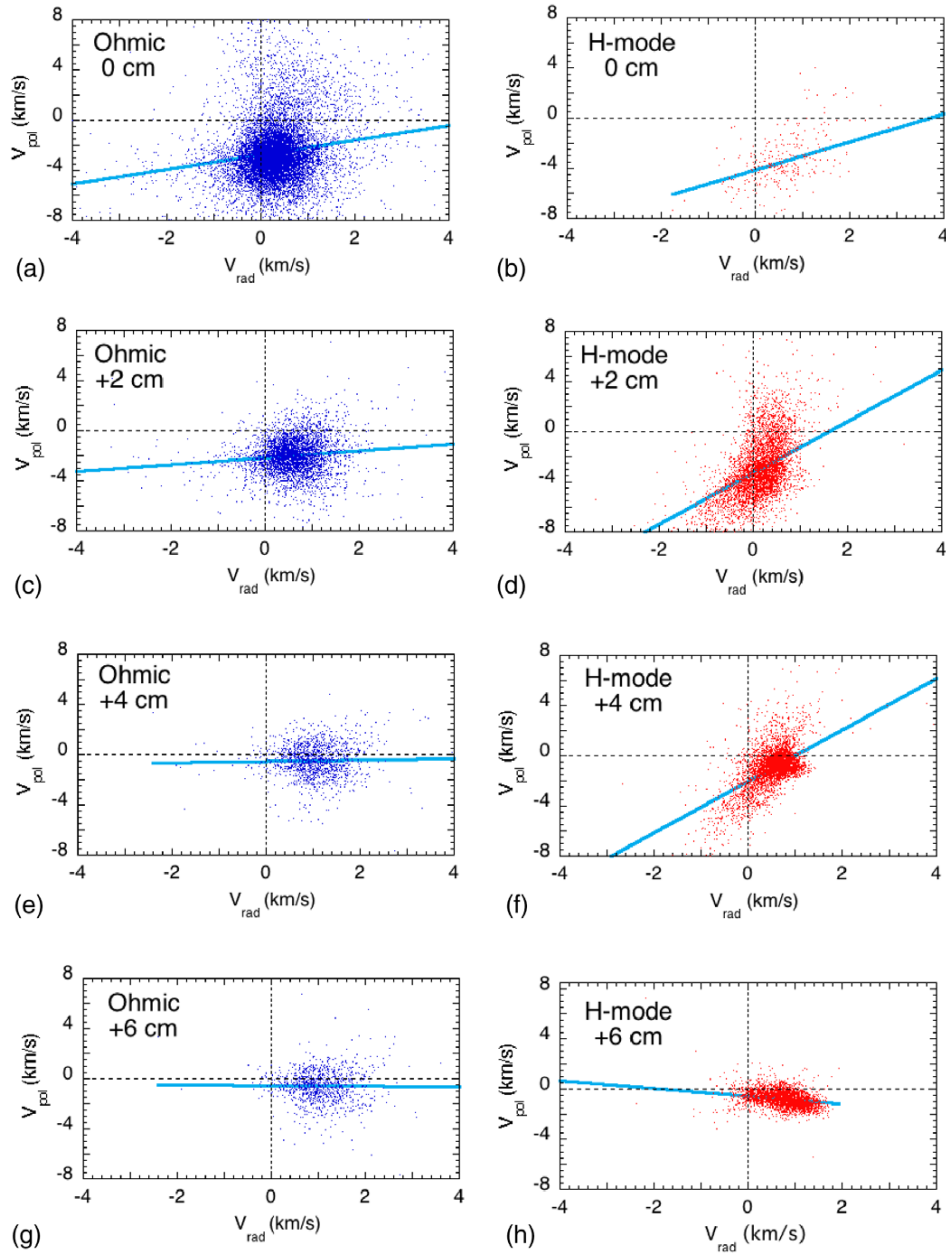 Ohmic
0 cm
8
4
0
-4
-8
V_pol (km/s)
-4 -2 0 2 4
V_rad (km/s)
(a)
H-mode
0 cm
8
4
0
-4
-8
V_pol (km/s)
-4 -2 0 2 4
V_rad (km/s)
(b)
Ohmic
+2 cm
8
4
0
-4
-8
V_pol (km/s)
-4 -2 0 2 4
V_rad (km/s)
(c)
H-mode
+2 cm
8
4
0
-4
-8
V_pol (km/s)
-4 -2 0 2 4
V_rad (km/s)
(d)
Ohmic
+4 cm
8
4
0
-4
-8
V_pol (km/s)
-4 -2 0 2 4
V_rad (km/s)
(e)
H-mode
+4 cm
8
4
0
-4
-8
V_pol (km/s)
-4 -2 0 2 4
V_rad (km/s)
(f)
Ohmic
+6 cm
8
4
0
-4
-8
V_pol (km/s)
-4 -2 0 2 4
V_rad (km/s)
(g)
H-mode
+6 cm
8
4
0
-4
-8
V_pol (km/s)
-4 -2 0 2 4
V_rad (km/s)
(h)